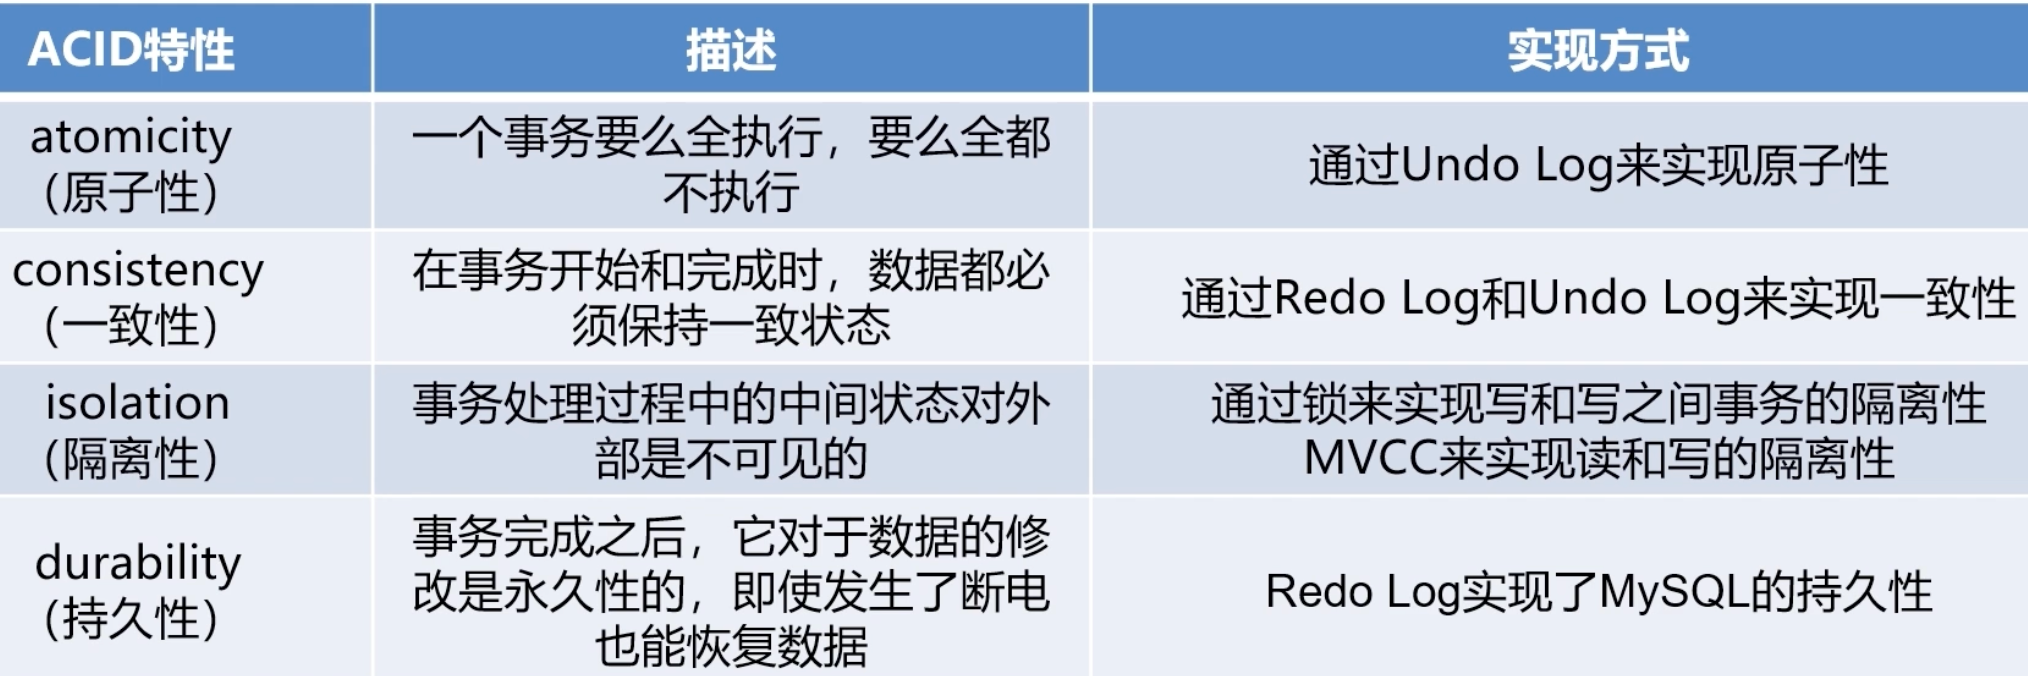 ACID特性
描述
实现方式
atomicity
（原子性）
一个事务要么全执行，要么全都
不执行
通过Undo Log来实现原子性
consistency
（一致性）
在事务开始和完成时，数据都必
须保持一致状态
通过Redo Log和Undo Log来实现一致性
isolation
（隔离性）
事务处理过程中的中间状态对外
部是不可见的
通过锁来实现写和写之间事务的隔离性
MVCC来实现读和写的隔离性
durability
（持久性）
事务完成之后，它对于数据的修
改是永久性的，即使发生了断电
也能恢复数据
Redo Log实现了MySQL的持久性